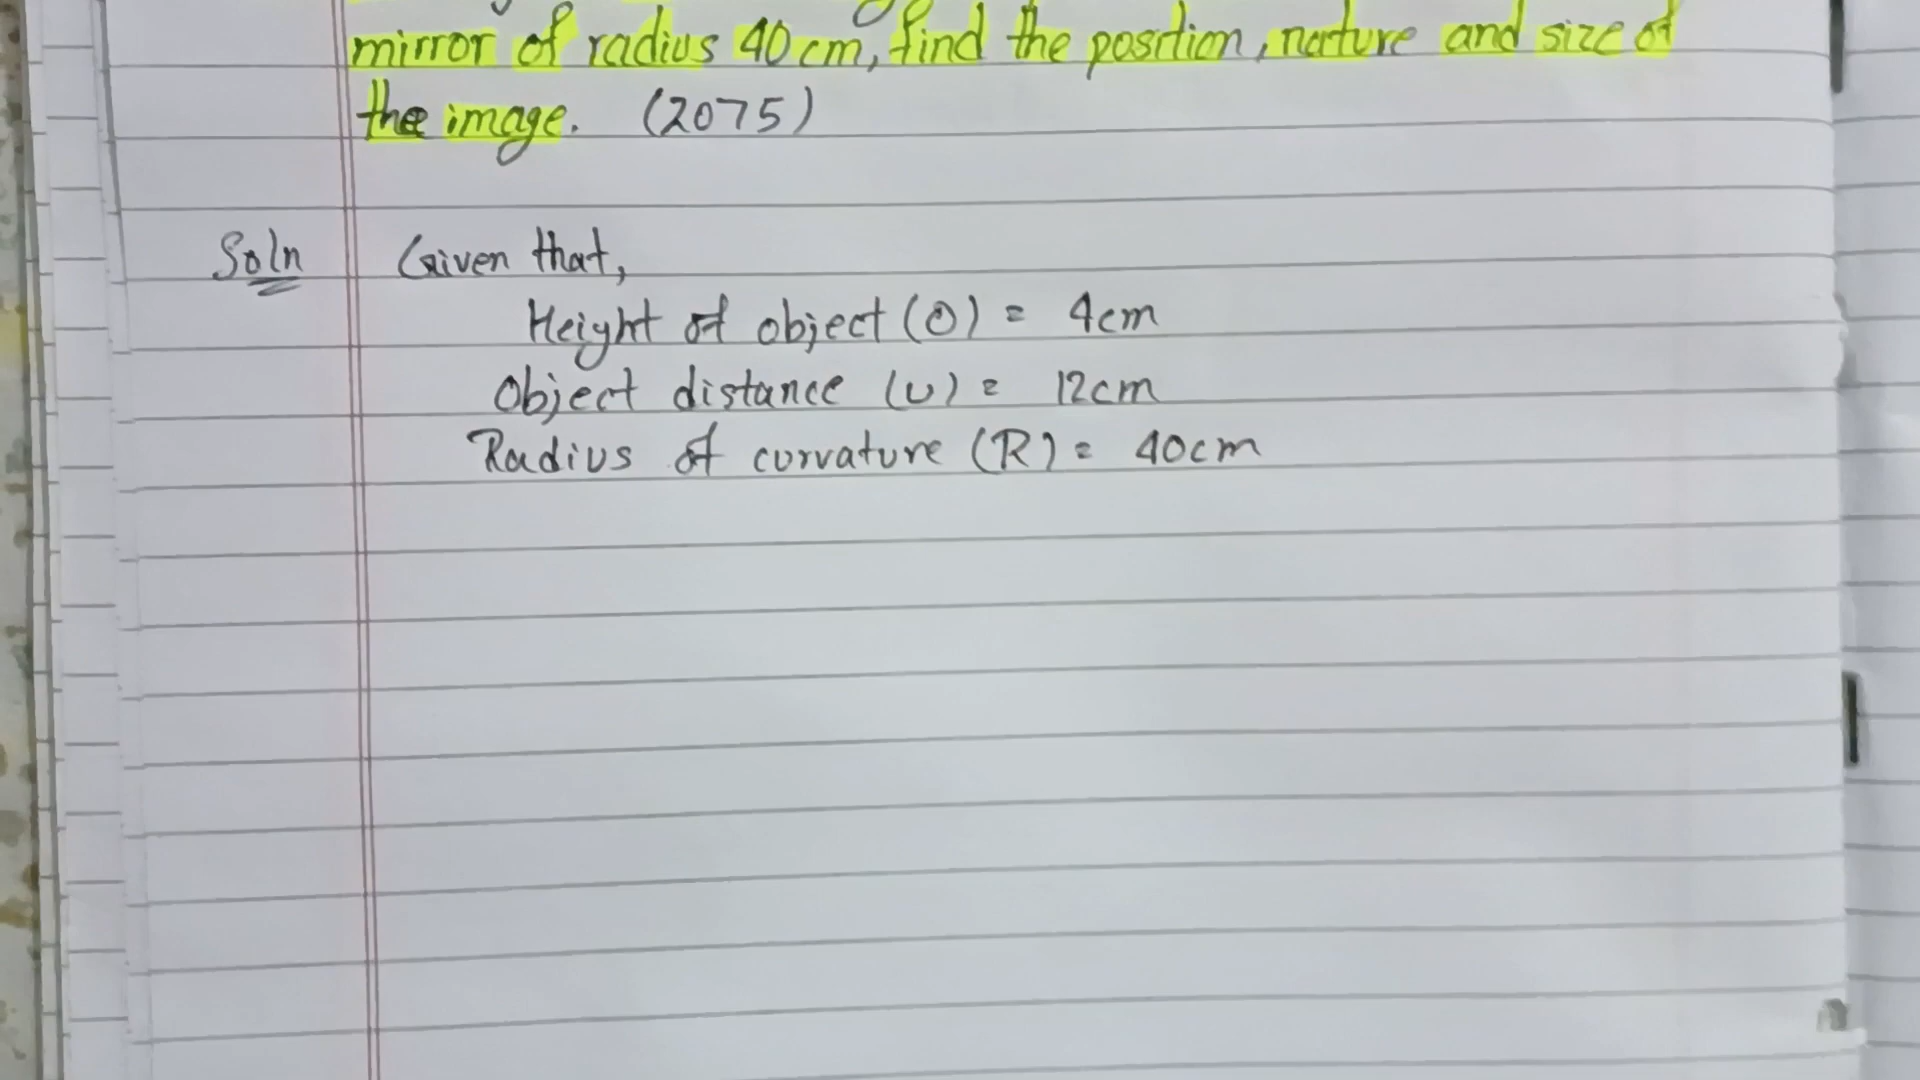 mirror of radius 40 cm, find the position, nature and size of
the image. (2075)
Soln Given that,
Height of object (O) = 4cm
Object distance (u) = 12cm
Radius of curvature (R) = 40cm